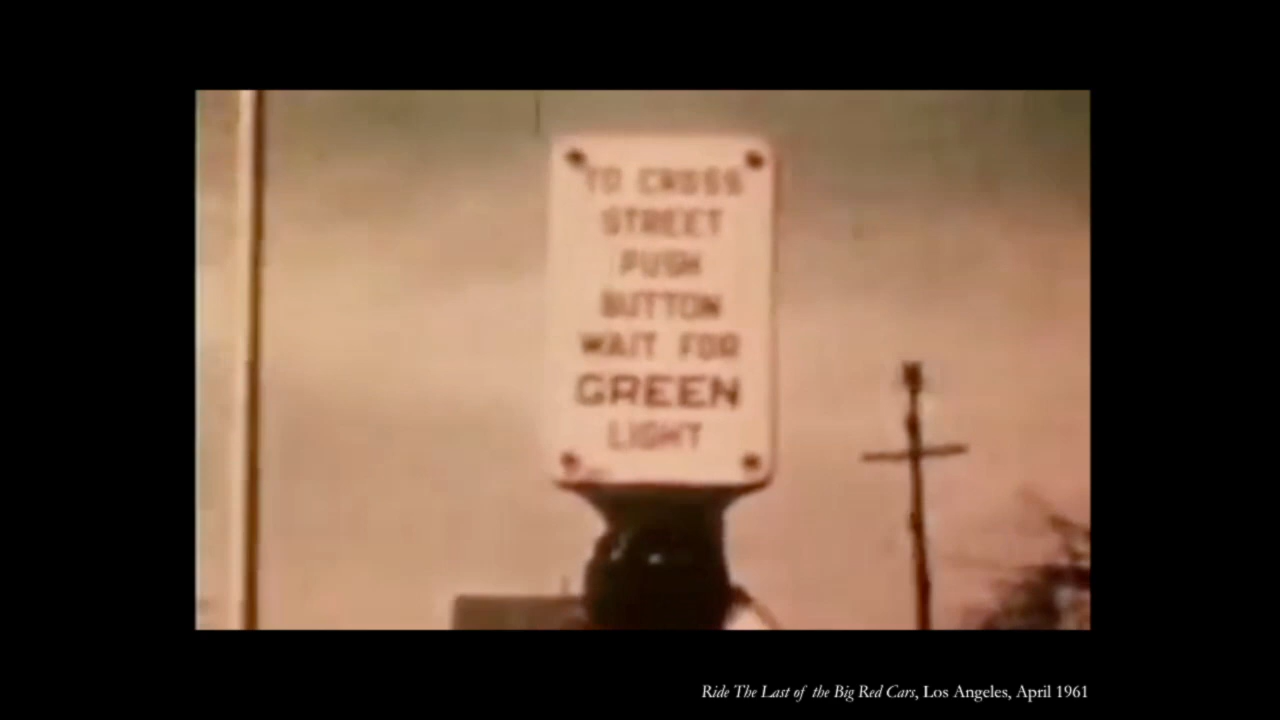 TO CROSS
STREET
PUSH
BUTTON
WAIT FOR
GREEN
LIGHT
Ride The Last of the Big Red Cars, Los Angeles, April 1961